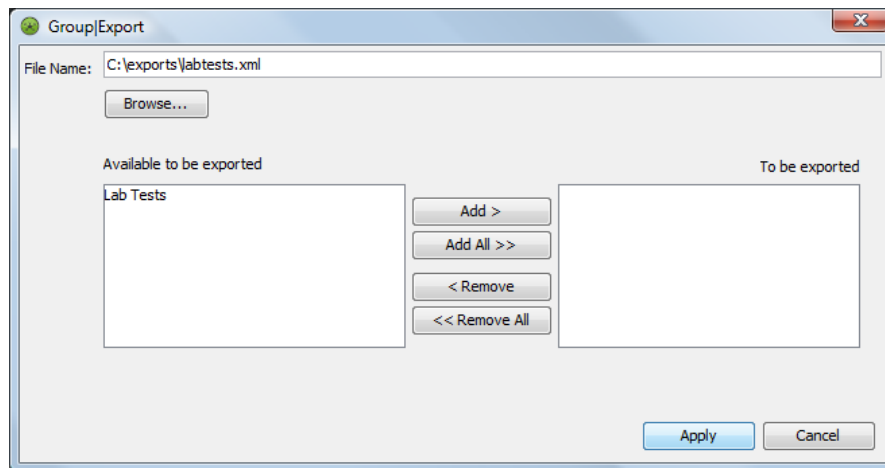 Group|Export
File Name: C:\exports\labtests.xml
Browse...
Available to be exported
To be exported
Lab Tests
Add >
Add All >>
< Remove
<< Remove All
Apply
Cancel